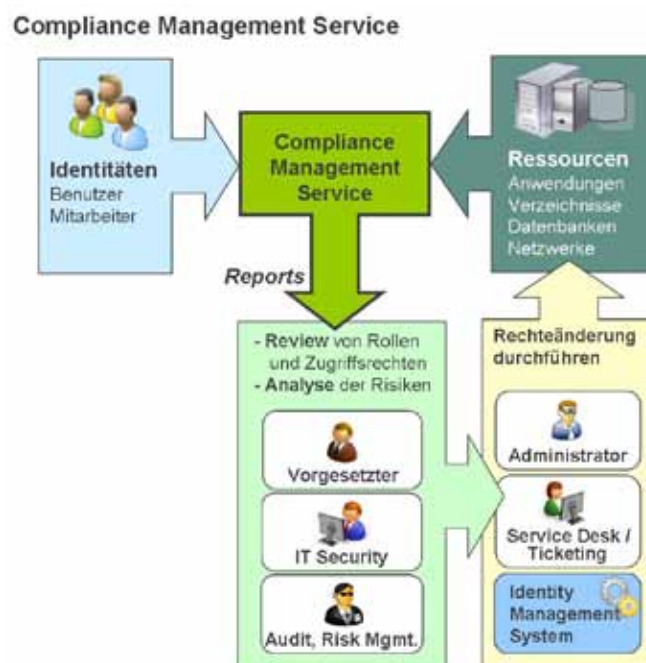 Compliance Management Service
Identitäten
Benutzer
Mitarbeiter
Compliance
Management
Service
Ressourcen
Anwendungen
Verzeichnisse
Datenbanken
Netzwerke
Reports
- Review von Rollen
und Zugriffsrechten
- Analyse der Risiken
Vorgesetzter
IT Security
Audit, Risk Mgmt.
Rechteänderung
durchführen
Administrator
Service Desk /
Ticketing
Identity
Management
System